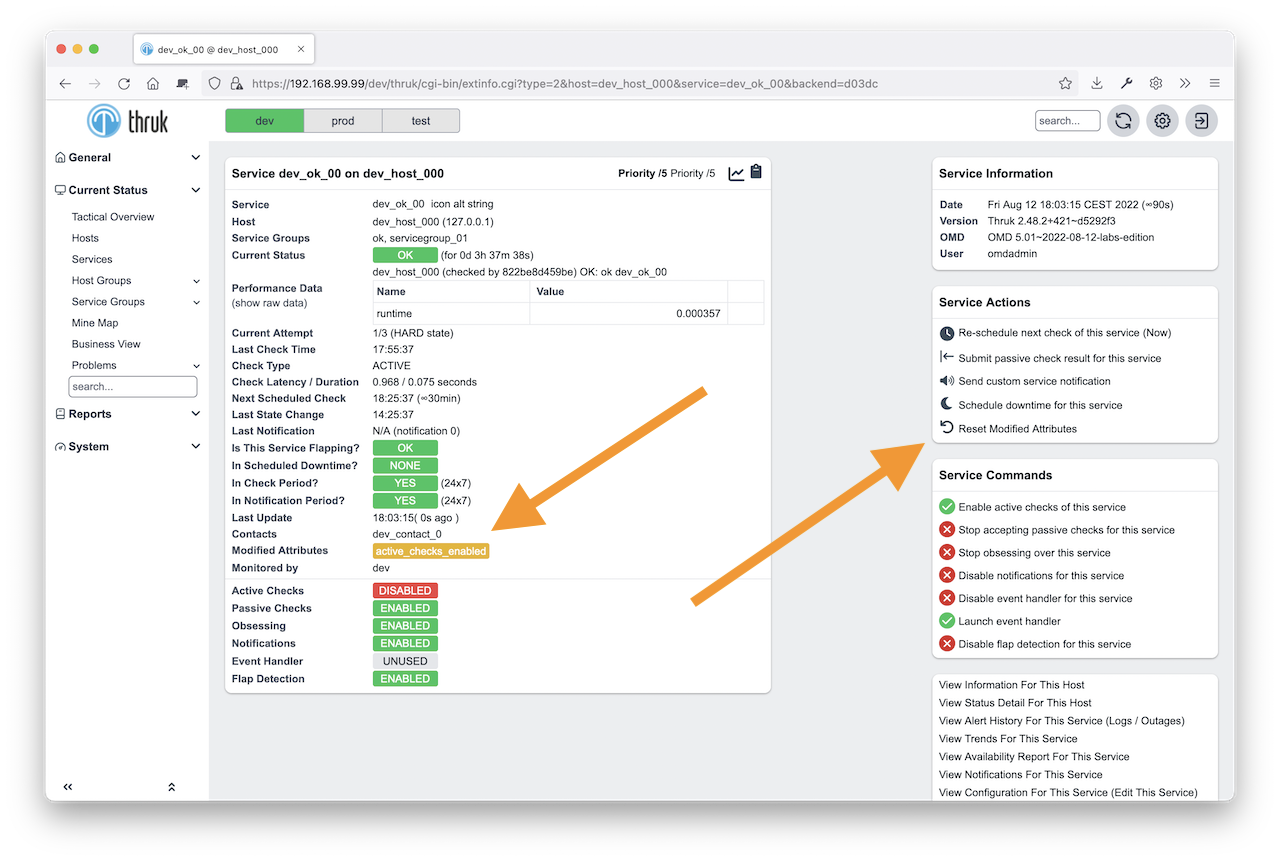 dev_ok_00 @ dev_host_000
https://192.168.99.99/dev/thruk/cgi-bin/extinfo.cgi?type=2&host=dev_host_000&service=dev_ok_00&backend=d03dc
thruk
dev prod test
search...
General
Current Status
Tactical Overview
Hosts
Services
Host Groups
Service Groups
Mine Map
Business View
Problems
search...
Reports
System
Service dev_ok_00 on dev_host_000
Priority /5 Priority /5
Service dev_ok_00 icon alt string
Host dev_host_000 (127.0.0.1)
Service Groups ok, servicegroup_01
Current Status OK (for 0d 3h 37m 38s)
dev_host_000 (checked by 822be8d459be) OK: ok dev_ok_00
Performance Data
(show raw data)
Name Value
runtime 0.000357
Current Attempt 1/3 (HARD state)
Last Check Time 17:55:37
Check Type ACTIVE
Check Latency / Duration 0.968 / 0.075 seconds
Next Scheduled Check 18:25:37 (∞30min)
Last State Change 14:25:37
Last Notification N/A (notification 0)
Is This Service Flapping? OK
In Scheduled Downtime? NONE
In Check Period? YES (24x7)
In Notification Period? YES (24x7)
Last Update 18:03:15( 0s ago )
Contacts dev_contact_0
Modified Attributes active_checks_enabled
Monitored by dev
Active Checks DISABLED
Passive Checks ENABLED
Obsessing ENABLED
Notifications ENABLED
Event Handler UNUSED
Flap Detection ENABLED
Service Information
Date Fri Aug 12 18:03:15 CEST 2022 (∞90s)
Version Thruk 2.48.2+421~d5292f3
OMD OMD 5.01~2022-08-12-labs-edition
User omdadmin
Service Actions
Re-schedule next check of this service (Now)
Submit passive check result for this service
Send custom service notification
Schedule downtime for this service
Reset Modified Attributes
Service Commands
Enable active checks of this service
Stop accepting passive checks for this service
Stop obsessing over this service
Disable notifications for this service
Disable event handler for this service
Launch event handler
Disable flap detection for this service
View Information For This Host
View Status Detail For This Host
View Alert History For This Service (Logs / Outages)
View Trends For This Service
View Availability Report For This Service
View Notifications For This Service
View Configuration For This Service (Edit This Service)